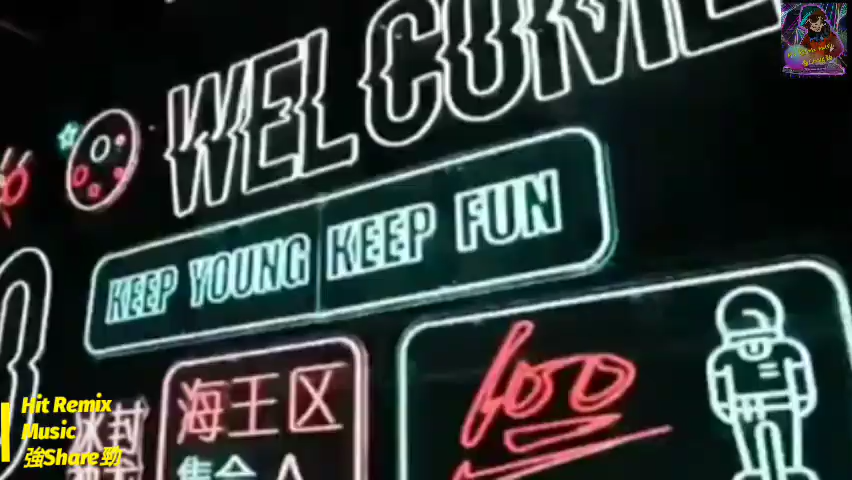 WELCOME
KEEP YOUNG KEEP FUN
100
海王区
Hit Remix
Music
強Share勁